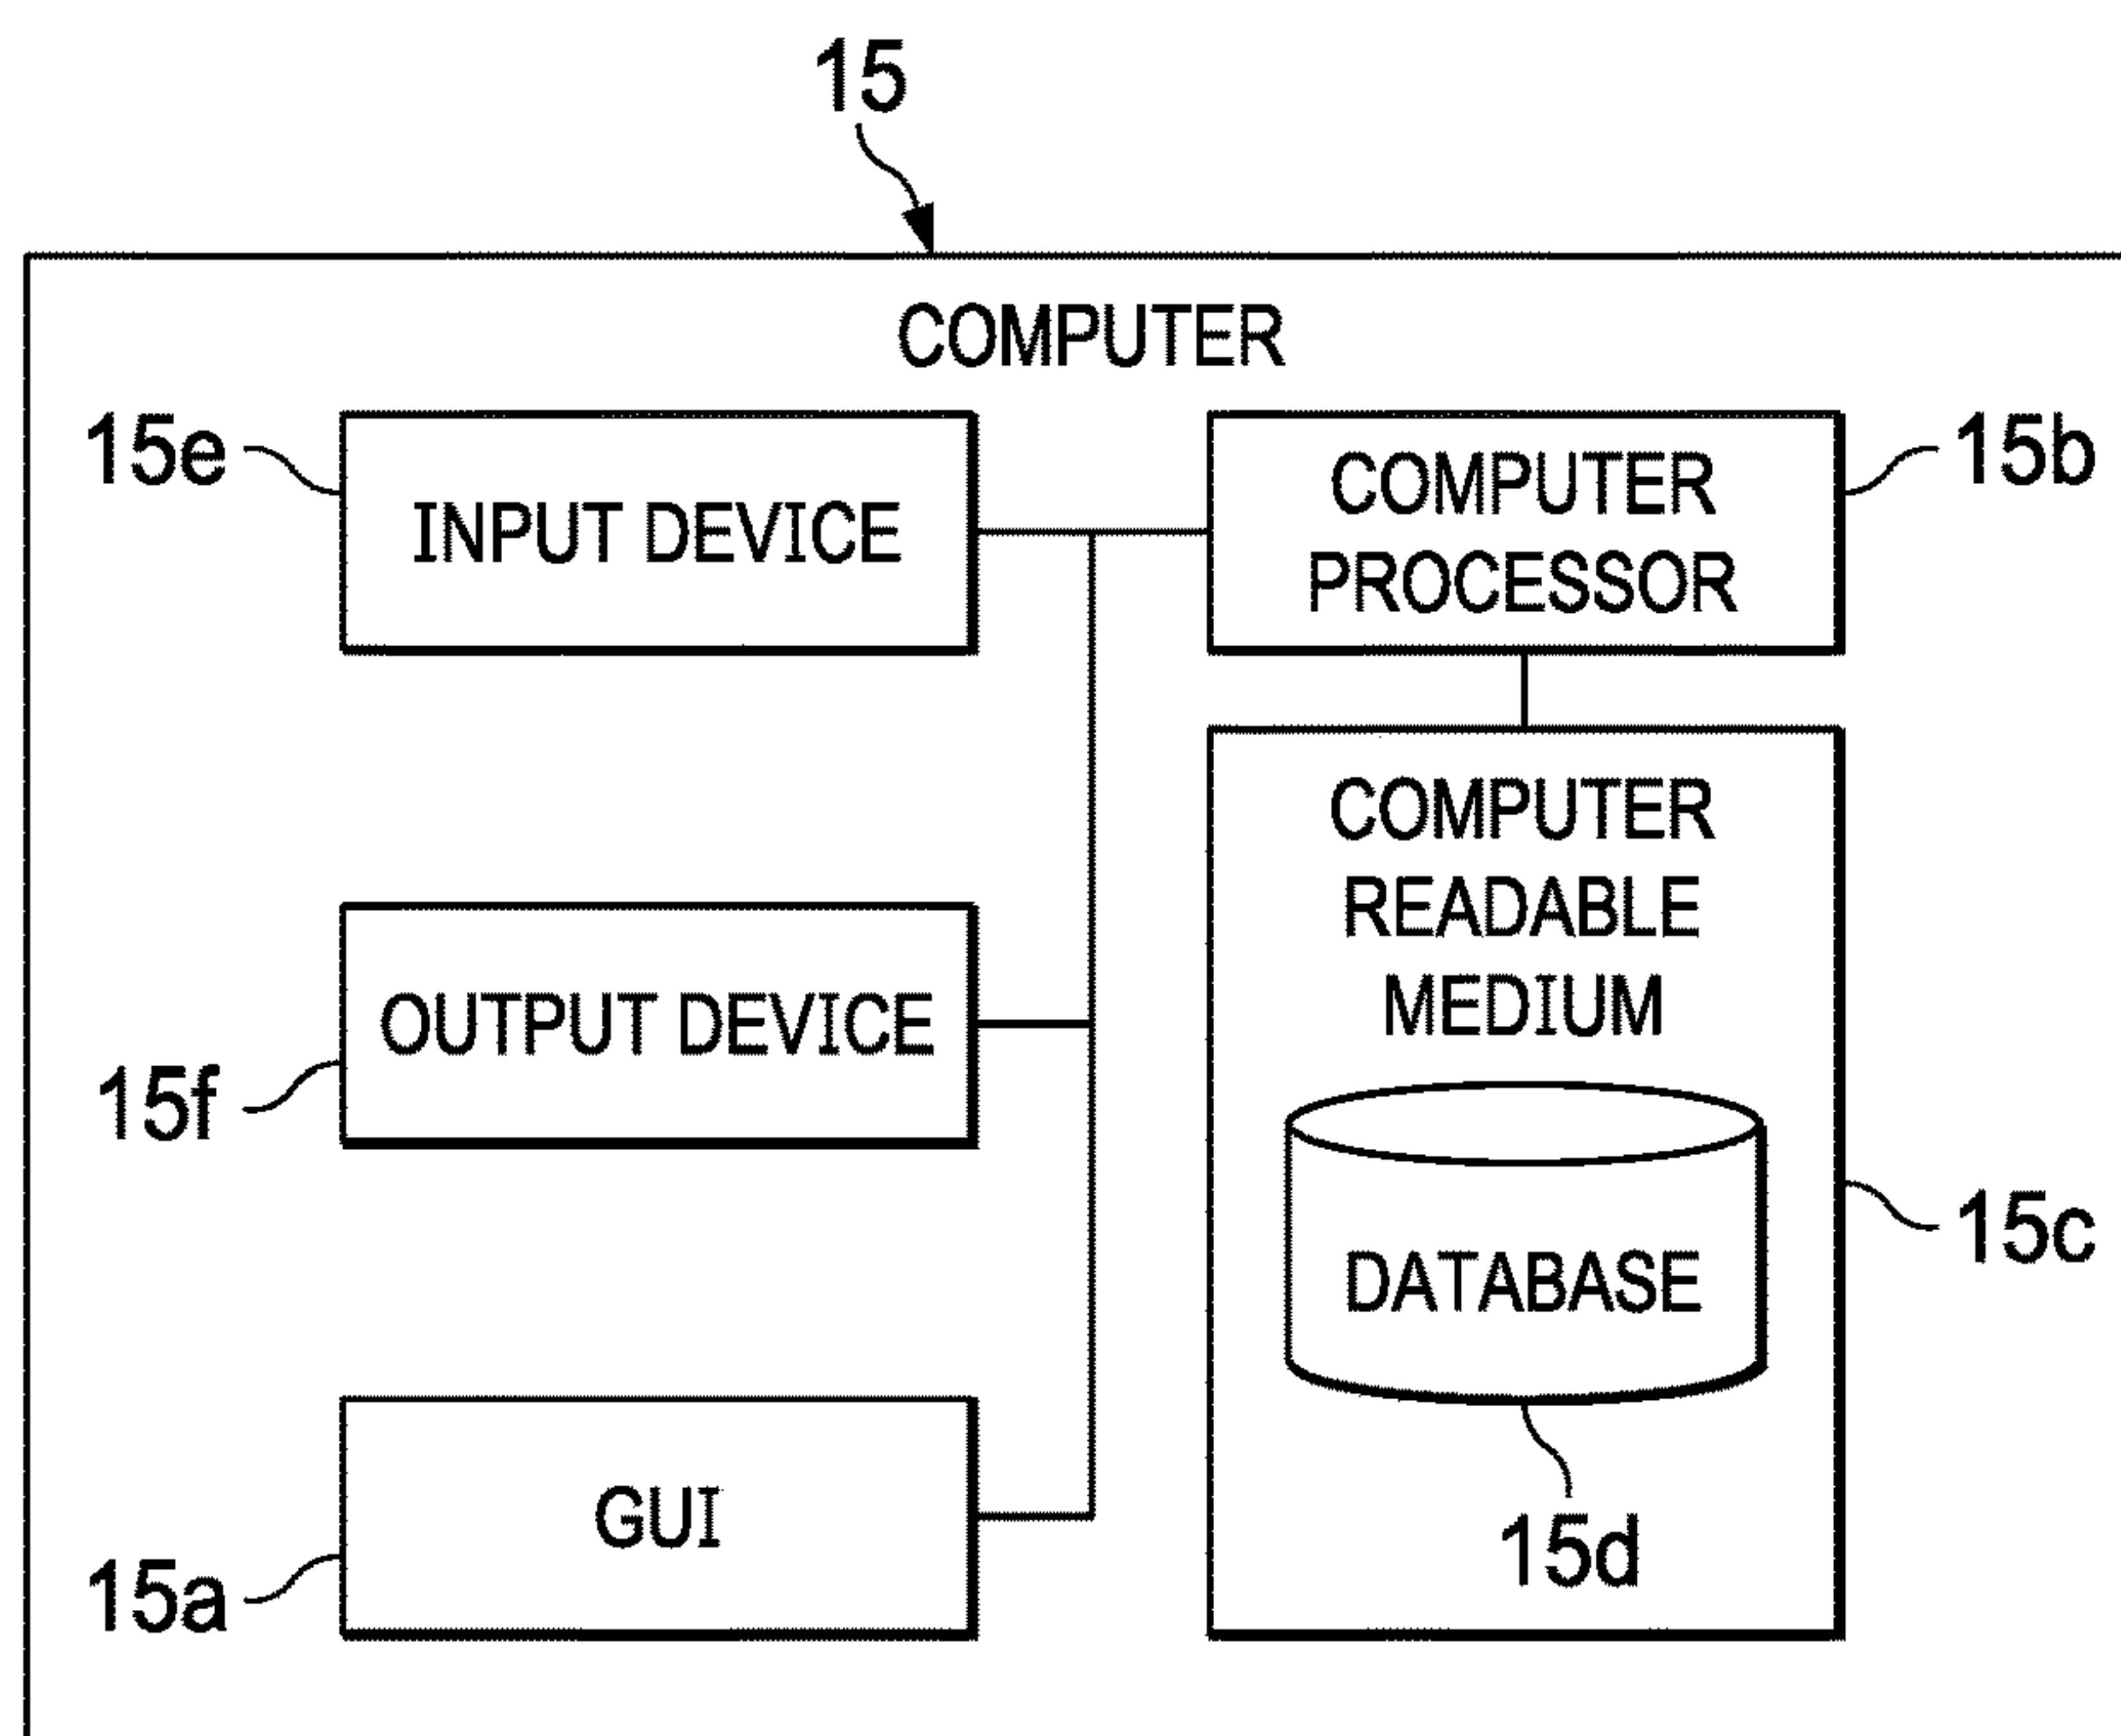 15
COMPUTER
15e
INPUT DEVICE
COMPUTER
PROCESSOR
15b
OUTPUT DEVICE
15f
COMPUTER
READABLE
MEDIUM
DATABASE
15c
15d
GUI
15a